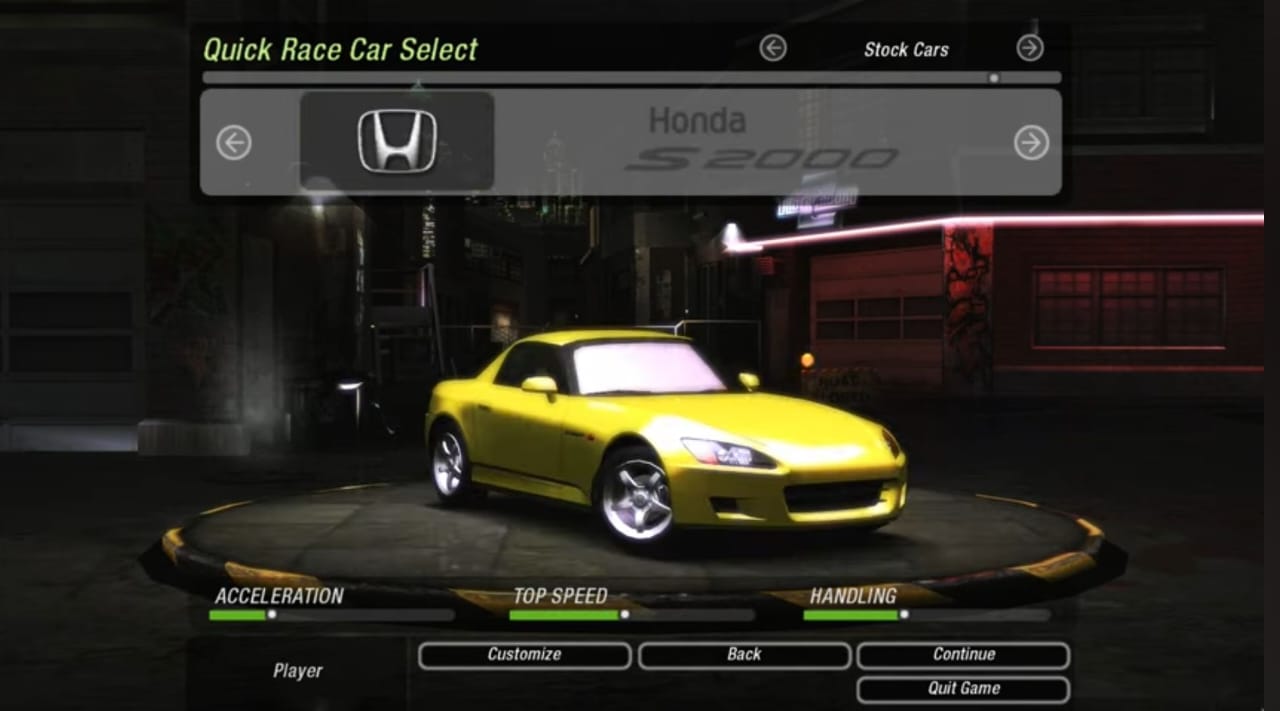 Quick Race Car Select
Stock Cars
Honda
S2000
ACCELERATION
TOP SPEED
HANDLING
Player
Customize
Back
Continue
Quit Game